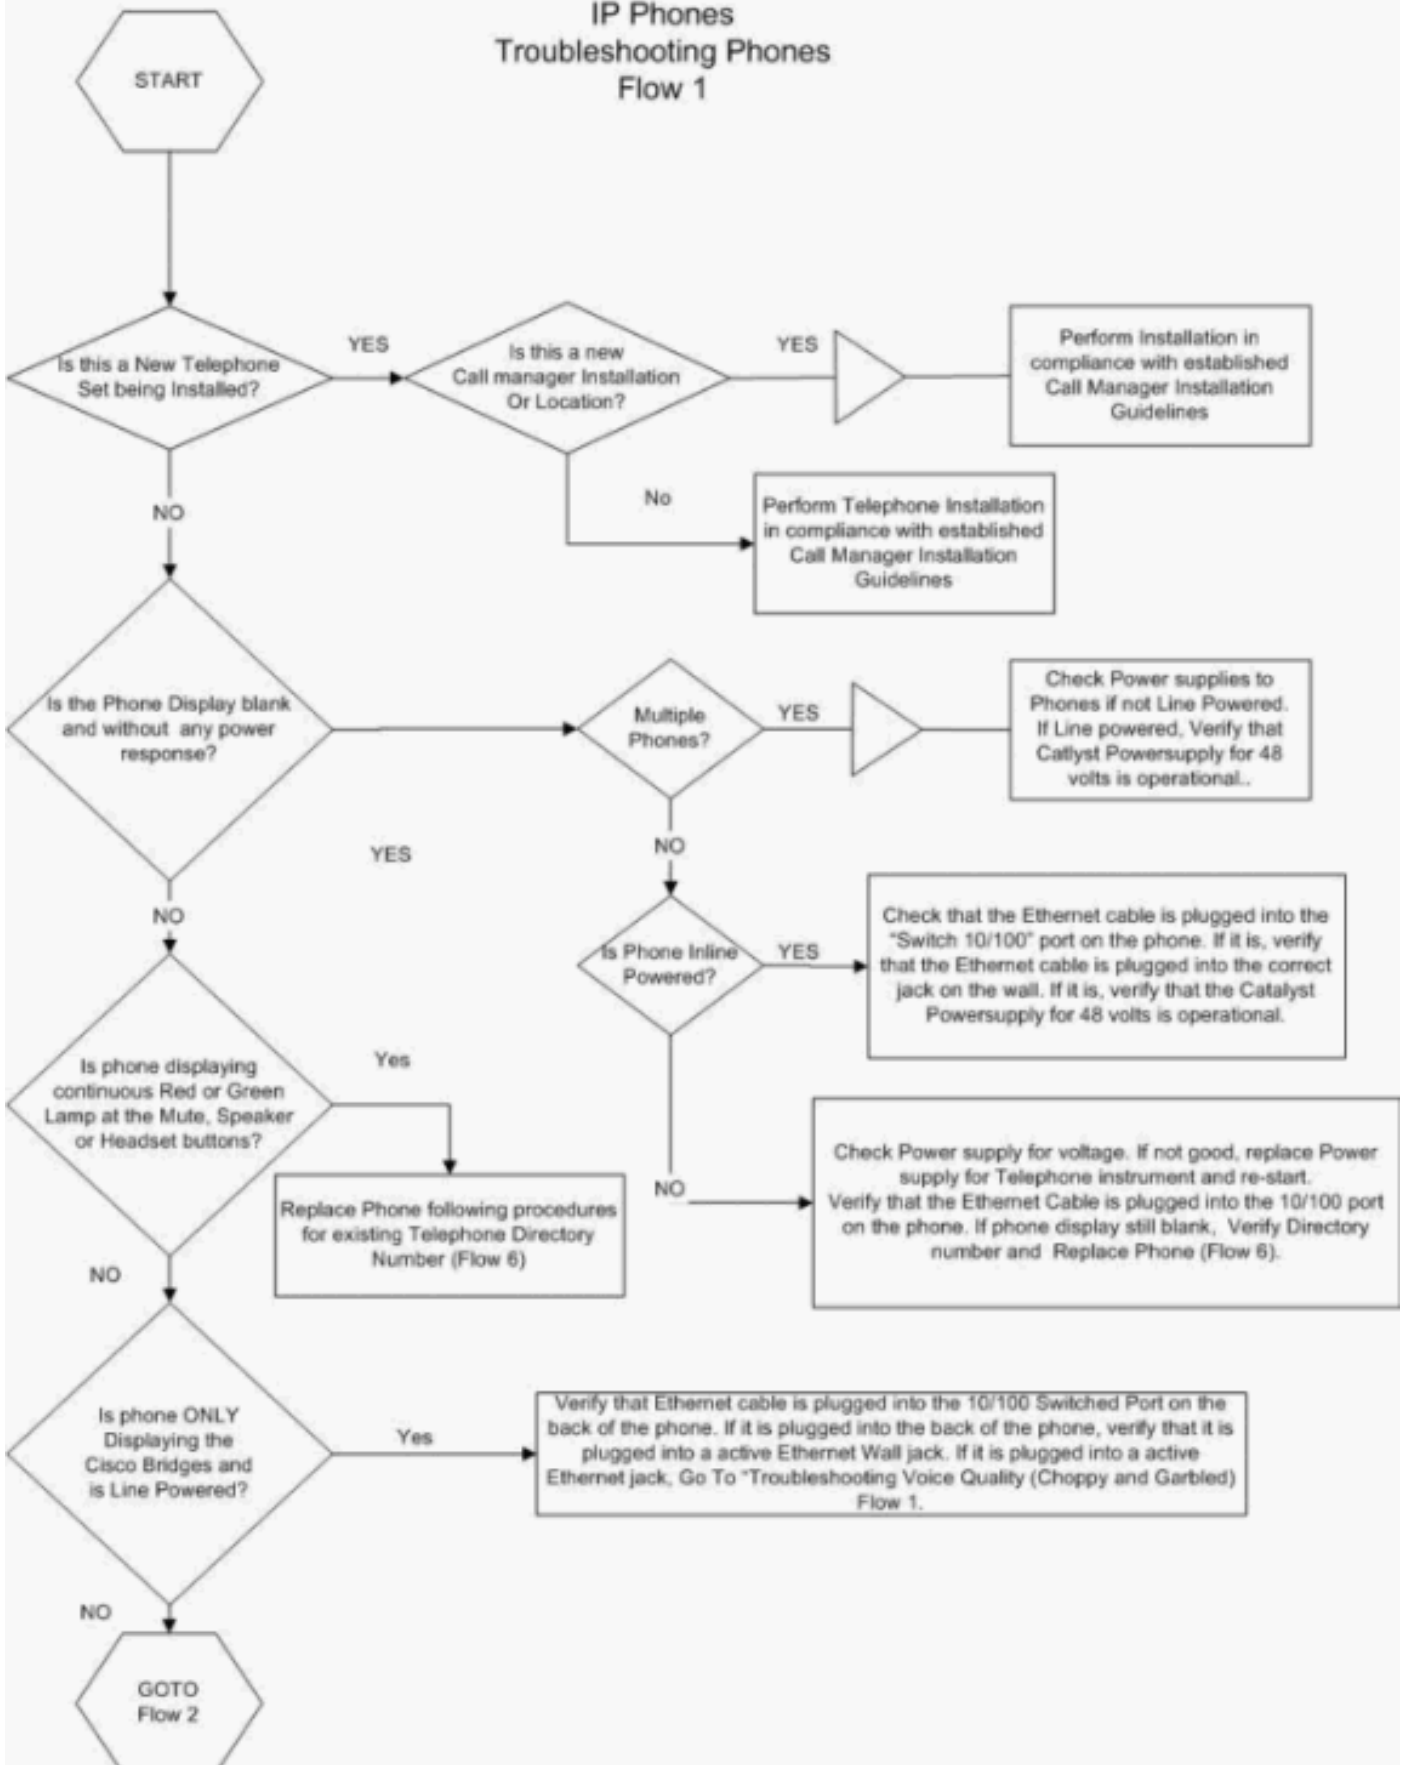 IP Phones
Troubleshooting Phones
Flow 1
START
Is this a New Telephone
Set being Installed?
YES
Is this a new
Call manager Installation
Or Location?
YES
Perform Installation in
compliance with established
Call Manager Installation
Guidelines
No
Perform Telephone Installation
in compliance with established
Call Manager Installation
Guidelines
NO
Is the Phone Display blank
and without any power
response?
YES
Multiple
Phones?
YES
Check Power supplies to
Phones if not Line Powered.
If Line powered, Verify that
Catlyst Powersupply for 48
volts is operational..
NO
Is Phone Inline
Powered?
YES
Check that the Ethernet cable is plugged into the
"Switch 10/100" port on the phone. If it is, verify
that the Ethernet cable is plugged into the correct
jack on the wall. If it is, verify that the Catalyst
Powersupply for 48 volts is operational.
NO
Check Power supply for voltage. If not good, replace Power
supply for Telephone instrument and re-start.
Verify that the Ethernet Cable is plugged into the 10/100 port
on the phone. If phone display still blank, Verify Directory
number and Replace Phone (Flow 6).
NO
Is phone displaying
continuous Red or Green
Lamp at the Mute, Speaker
or Headset buttons?
Yes
Replace Phone following procedures
for existing Telephone Directory
Number (Flow 6)
NO
Is phone ONLY
Displaying the
Cisco Bridges and
is Line Powered?
Yes
Verify that Ethernet cable is plugged into the 10/100 Switched Port on the
back of the phone. If it is plugged into the back of the phone, verify that it is
plugged into a active Ethernet Wall jack. If it is plugged into a active
Ethernet jack, Go To "Troubleshooting Voice Quality (Choppy and Garbled)
Flow 1.
NO
GOTO
Flow 2